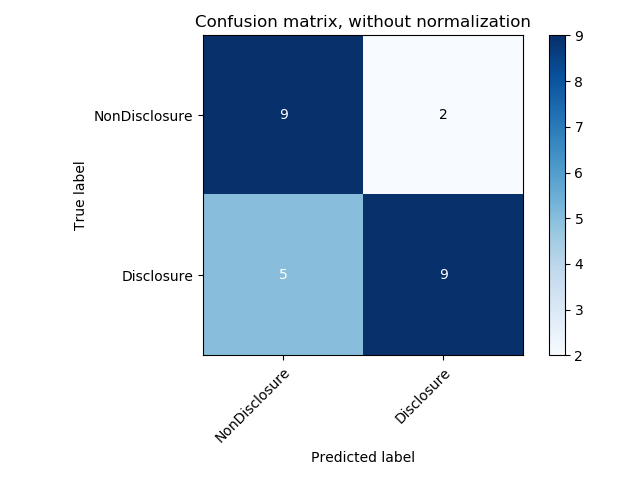 Confusion matrix, without normalization
True label
NonDisclosure
Disclosure
9
2
5
9
NonDisclosure
Disclosure
Predicted label
9
8
7
6
5
4
3
2